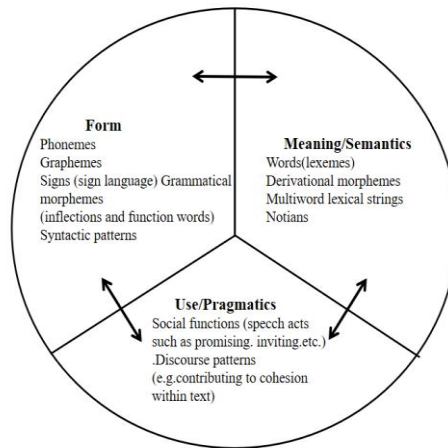 Form
Phonemes
Graphemes
Signs (sign language) Grammatical
morphemes
(inflections and function words)
Syntactic patterns
Meaning/Semantics
Words(lexemes)
Derivational morphemes
Multiword lexical strings
Notians
Use/Pragmatics
Social functions (speech acts
such as promising. inviting.etc.)
.Discourse patterns
(e.g.contributing to cohesion
within text)